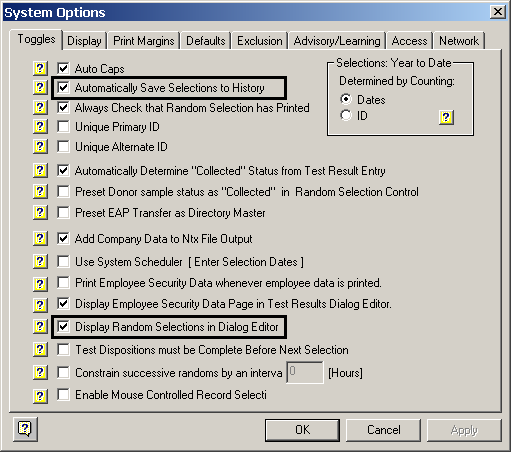 System Options
Toggles Display Print Margins Defaults Exclusion Advisory/Learning Access Network
? Auto Caps
? Automatically Save Selections to History
? Always Check that Random Selection has Printed
? Unique Primary ID
? Unique Alternate ID
Selections: Year to Date
Determined by Counting:
Dates
ID ?
? Automatically Determine "Collected" Status from Test Result Entry
? Preset Donor sample status as "Collected" in Random Selection Control
? Preset EAP Transfer as Directory Master
? Add Company Data to Ntx File Output
? Use System Scheduler [ Enter Selection Dates ]
? Print Employee Security Data whenever employee data is printed.
? Display Employee Security Data Page in Test Results Dialog Editor.
? Display Random Selections in Dialog Editor
? Test Dispositions must be Complete Before Next Selection
? Constrain successive randoms by an interva 0 [Hours]
? Enable Mouse Controlled Record Selecti
? OK Cancel Apply